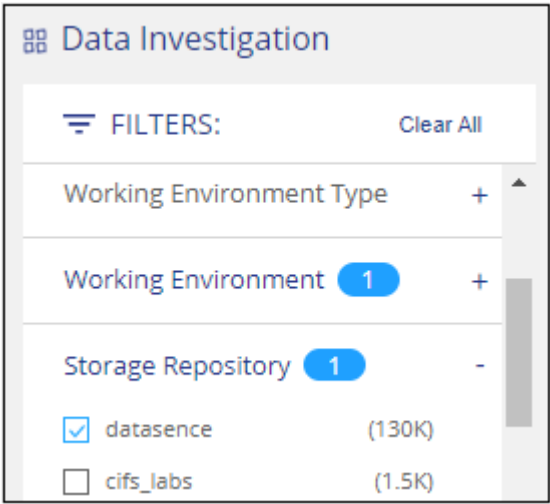 Data Investigation
FILTERS: Clear All
Working Environment Type +
Working Environment 1 +
Storage Repository 1 -
datasence (130K)
cifs_labs (1.5K)